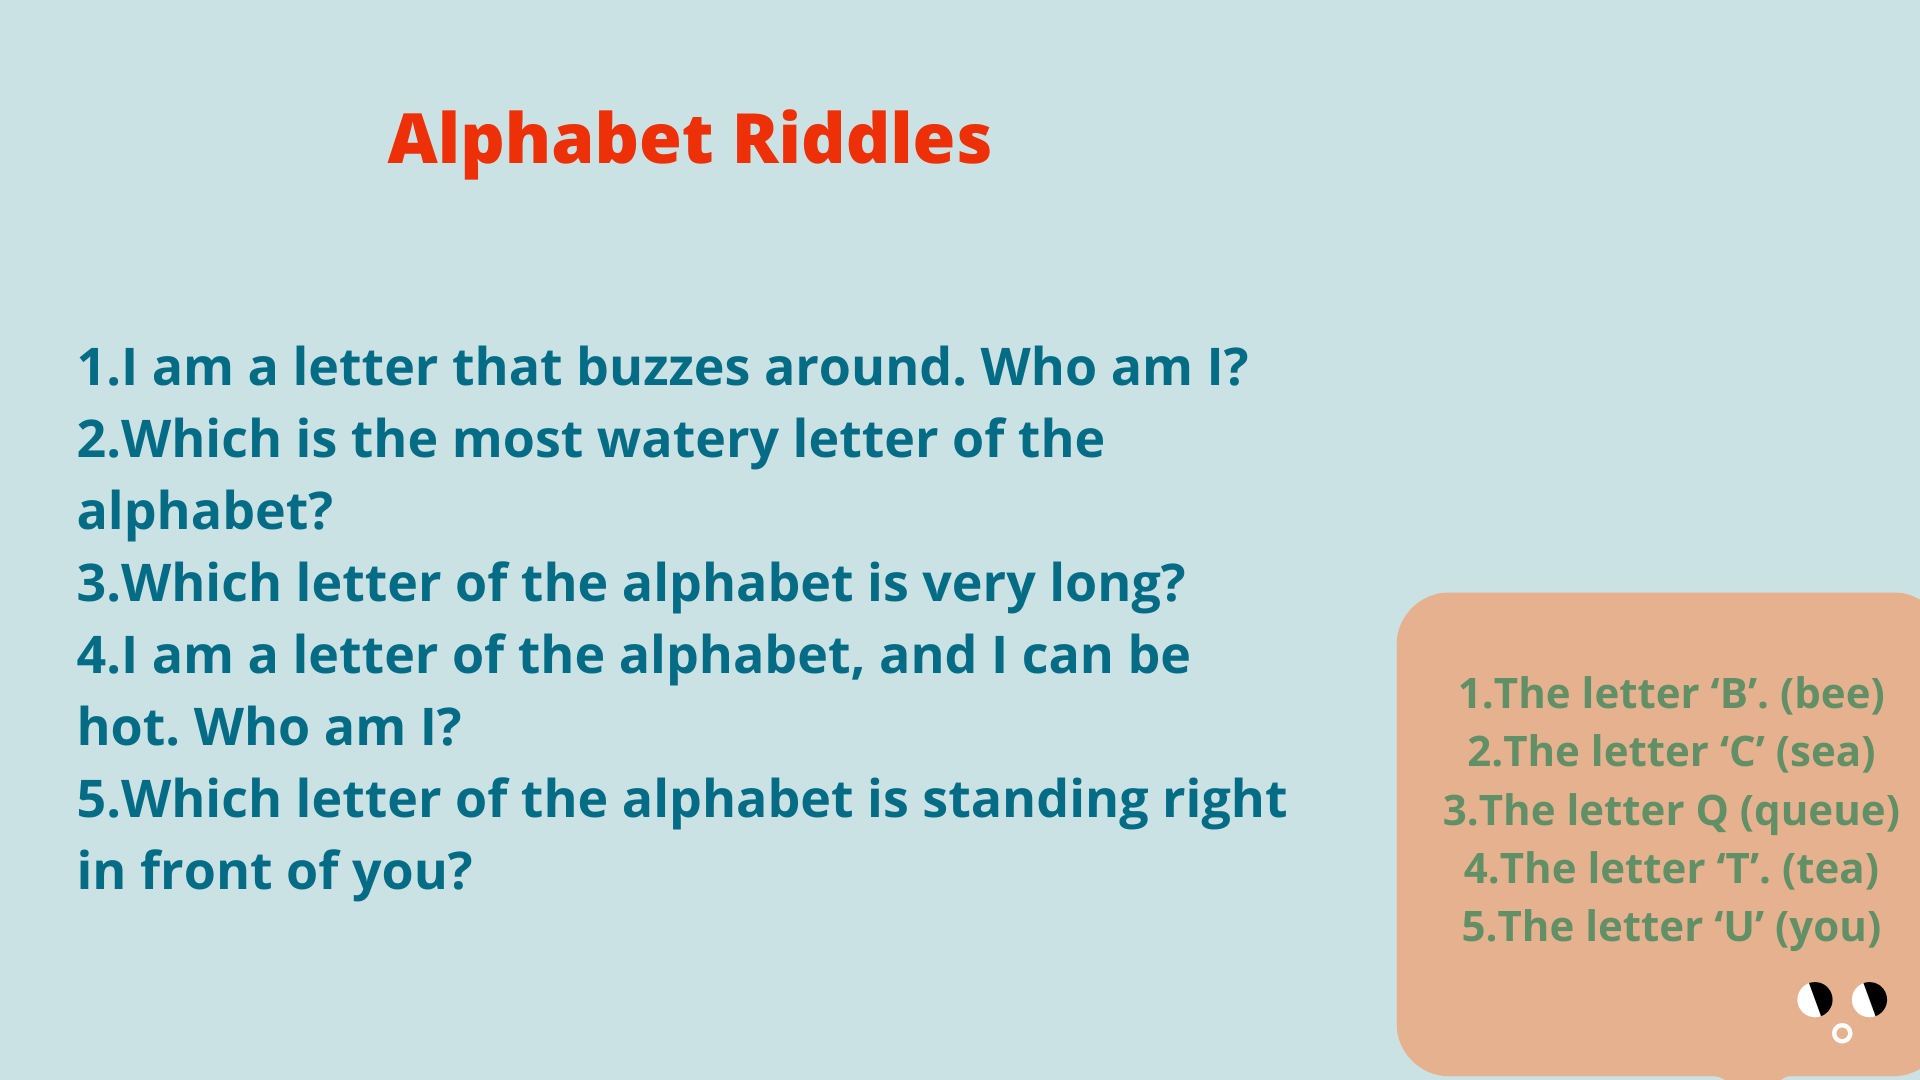 Alphabet Riddles
1.I am a letter that buzzes around. Who am I?
2.Which is the most watery letter of the
alphabet?
3.Which letter of the alphabet is very long?
4.I am a letter of the alphabet, and I can be
hot. Who am I?
5.Which letter of the alphabet is standing right
in front of you?
1.The letter ‘B’. (bee)
2.The letter ‘C’ (sea)
3.The letter Q (queue)
4.The letter ‘T’. (tea)
5.The letter ‘U’ (you)